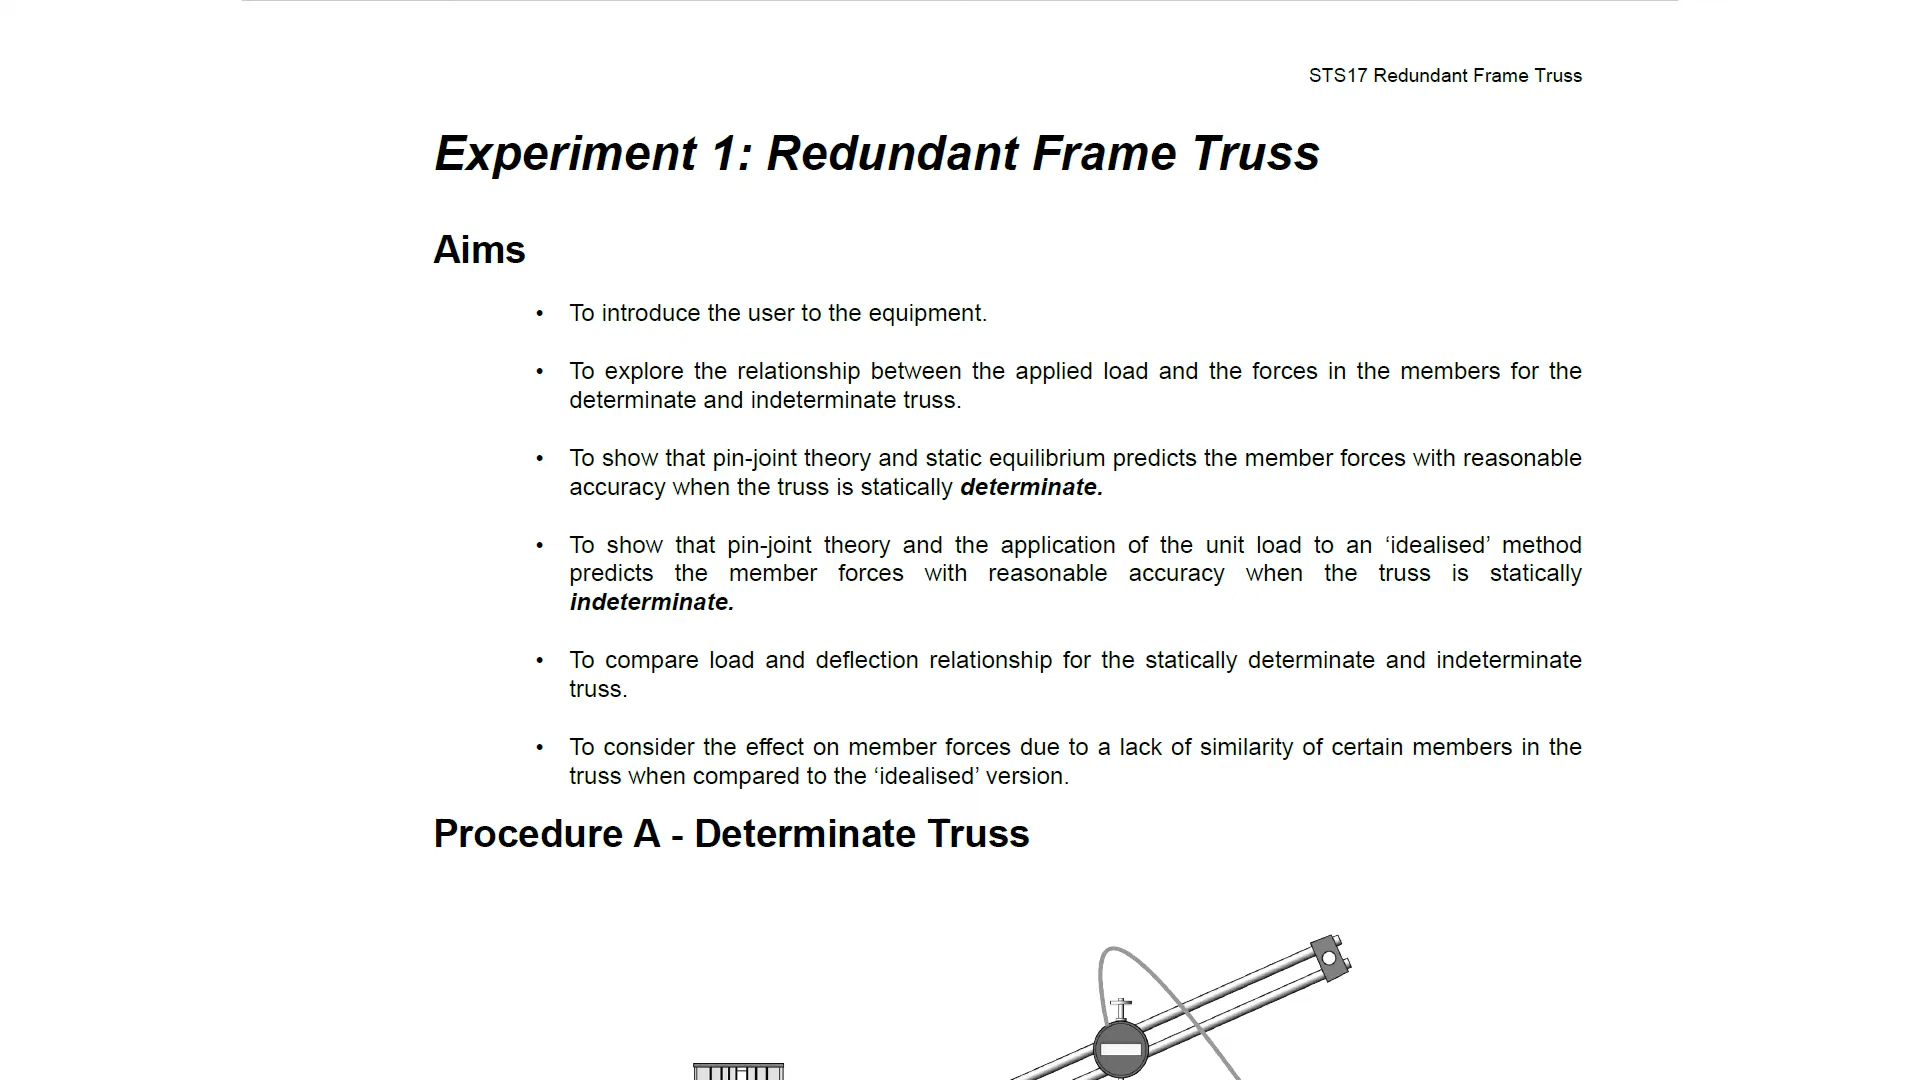 STS17 Redundant Frame Truss
Experiment 1: Redundant Frame Truss
Aims
• To introduce the user to the equipment.
• To explore the relationship between the applied load and the forces in the members for the
determinate and indeterminate truss.
• To show that pin-joint theory and static equilibrium predicts the member forces with reasonable
accuracy when the truss is statically determinate.
• To show that pin-joint theory and the application of the unit load to an ‘idealised’ method
predicts the member forces with reasonable accuracy when the truss is statically
indeterminate.
• To compare load and deflection relationship for the statically determinate and indeterminate
truss.
• To consider the effect on member forces due to a lack of similarity of certain members in the
truss when compared to the ‘idealised’ version.
Procedure A - Determinate Truss